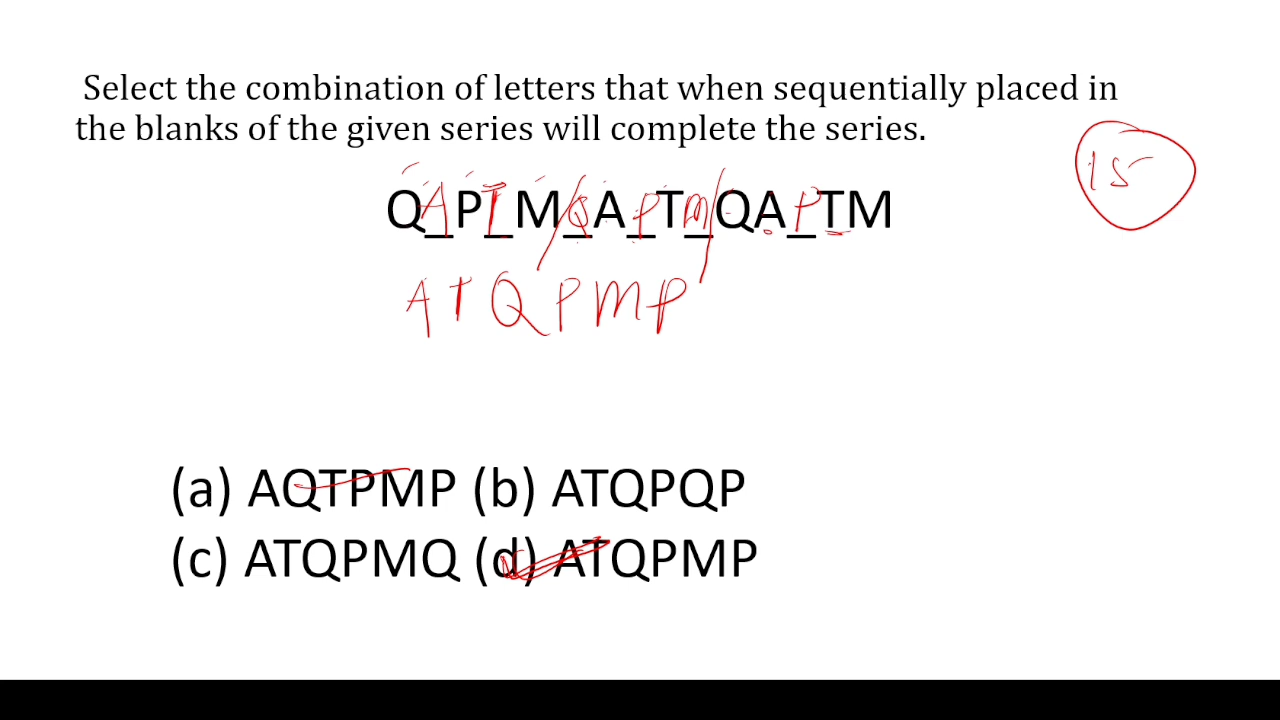 Select the combination of letters that when sequentially placed in
the blanks of the given series will complete the series.
15
Q_P_M_A_T_QA_TM
A T Q P M P
A T Q P M P
(a) AQTPMP (b) ATQPQP
(c) ATQPMQ (d) ATQPMP